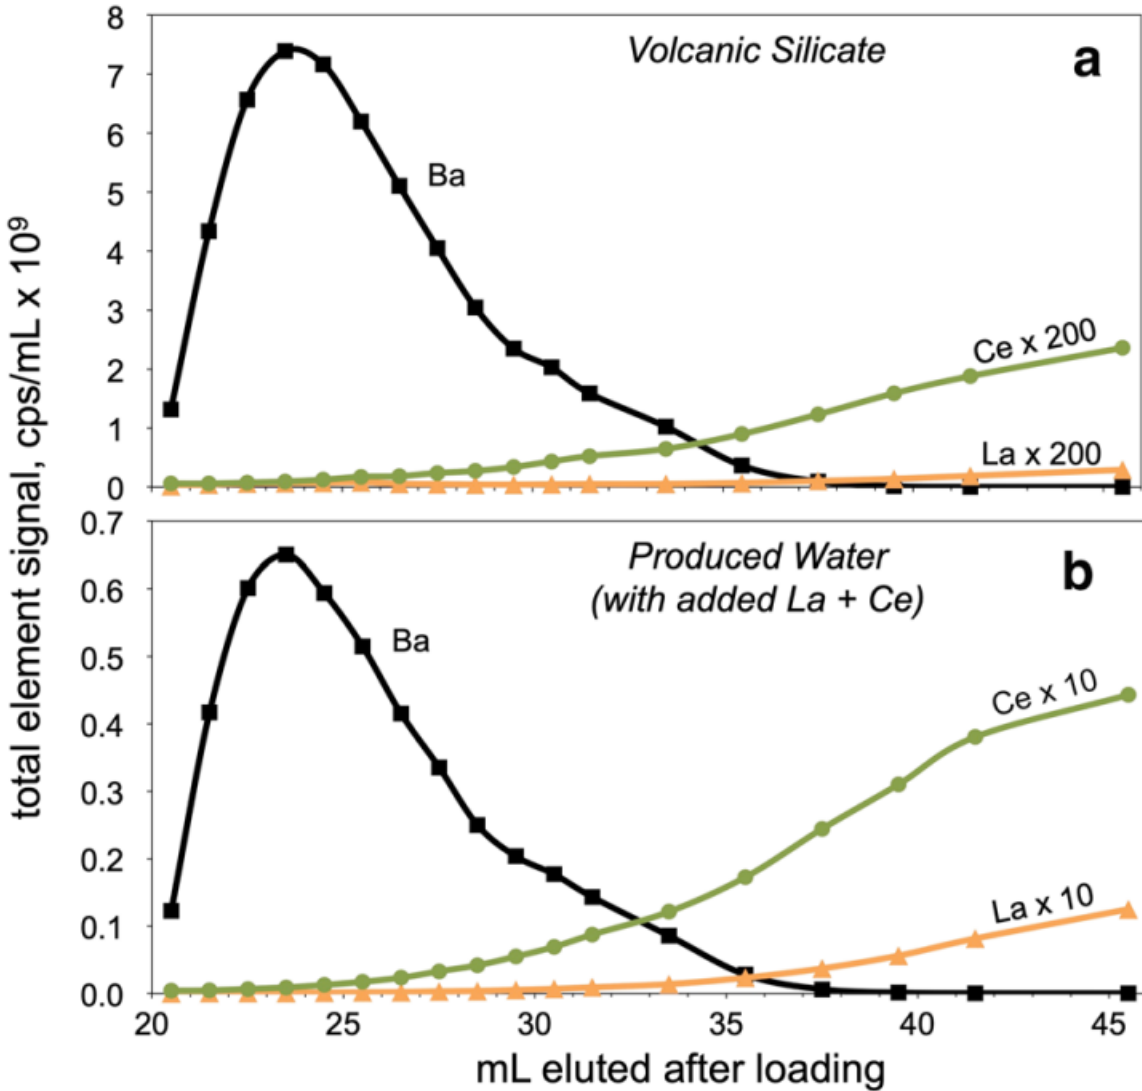 total element signal, cps/mL x 10⁹
8
7
6
5
4
3
2
1
0
Volcanic Silicate
a
Ba
Ce x 200
La x 200
0.7
0.6
0.5
0.4
0.3
0.2
0.1
0.0
Produced Water
(with added La + Ce)
b
Ba
Ce x 10
La x 10
20 25 30 35 40 45
mL eluted after loading